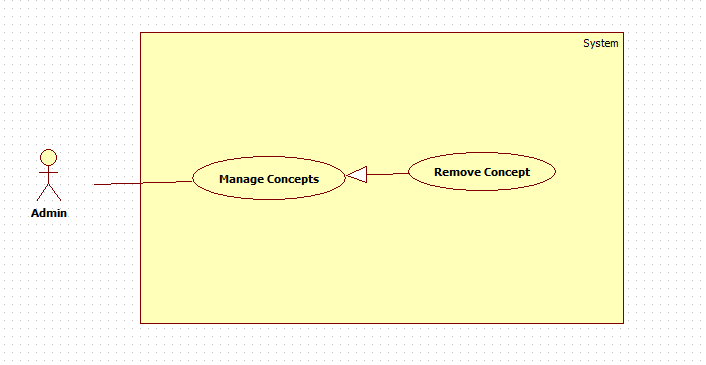 System
Manage Concepts
Remove Concept
Admin